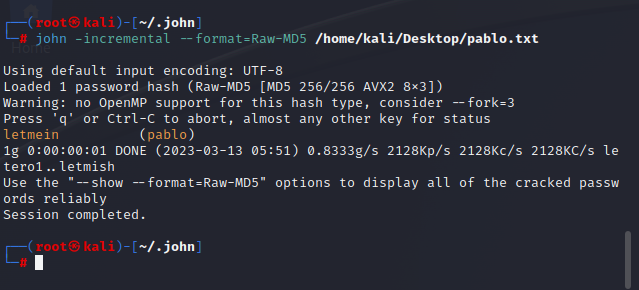 ┌──(root㉿kali)-[~/.john]
└─# john -incremental --format=Raw-MD5 /home/kali/Desktop/pablo.txt
Using default input encoding: UTF-8
Loaded 1 password hash (Raw-MD5 [MD5 256/256 AVX2 8×3])
Warning: no OpenMP support for this hash type, consider --fork=3
Press 'q' or Ctrl-C to abort, almost any other key for status
letmein          (pablo)
1g 0:00:00:01 DONE (2023-03-13 05:51) 0.8333g/s 2128Kp/s 2128Kc/s 2128KC/s le
tero1..letmish
Use the "--show --format=Raw-MD5" options to display all of the cracked passw
ords reliably
Session completed.
┌──(root㉿kali)-[~/.john]
└─#